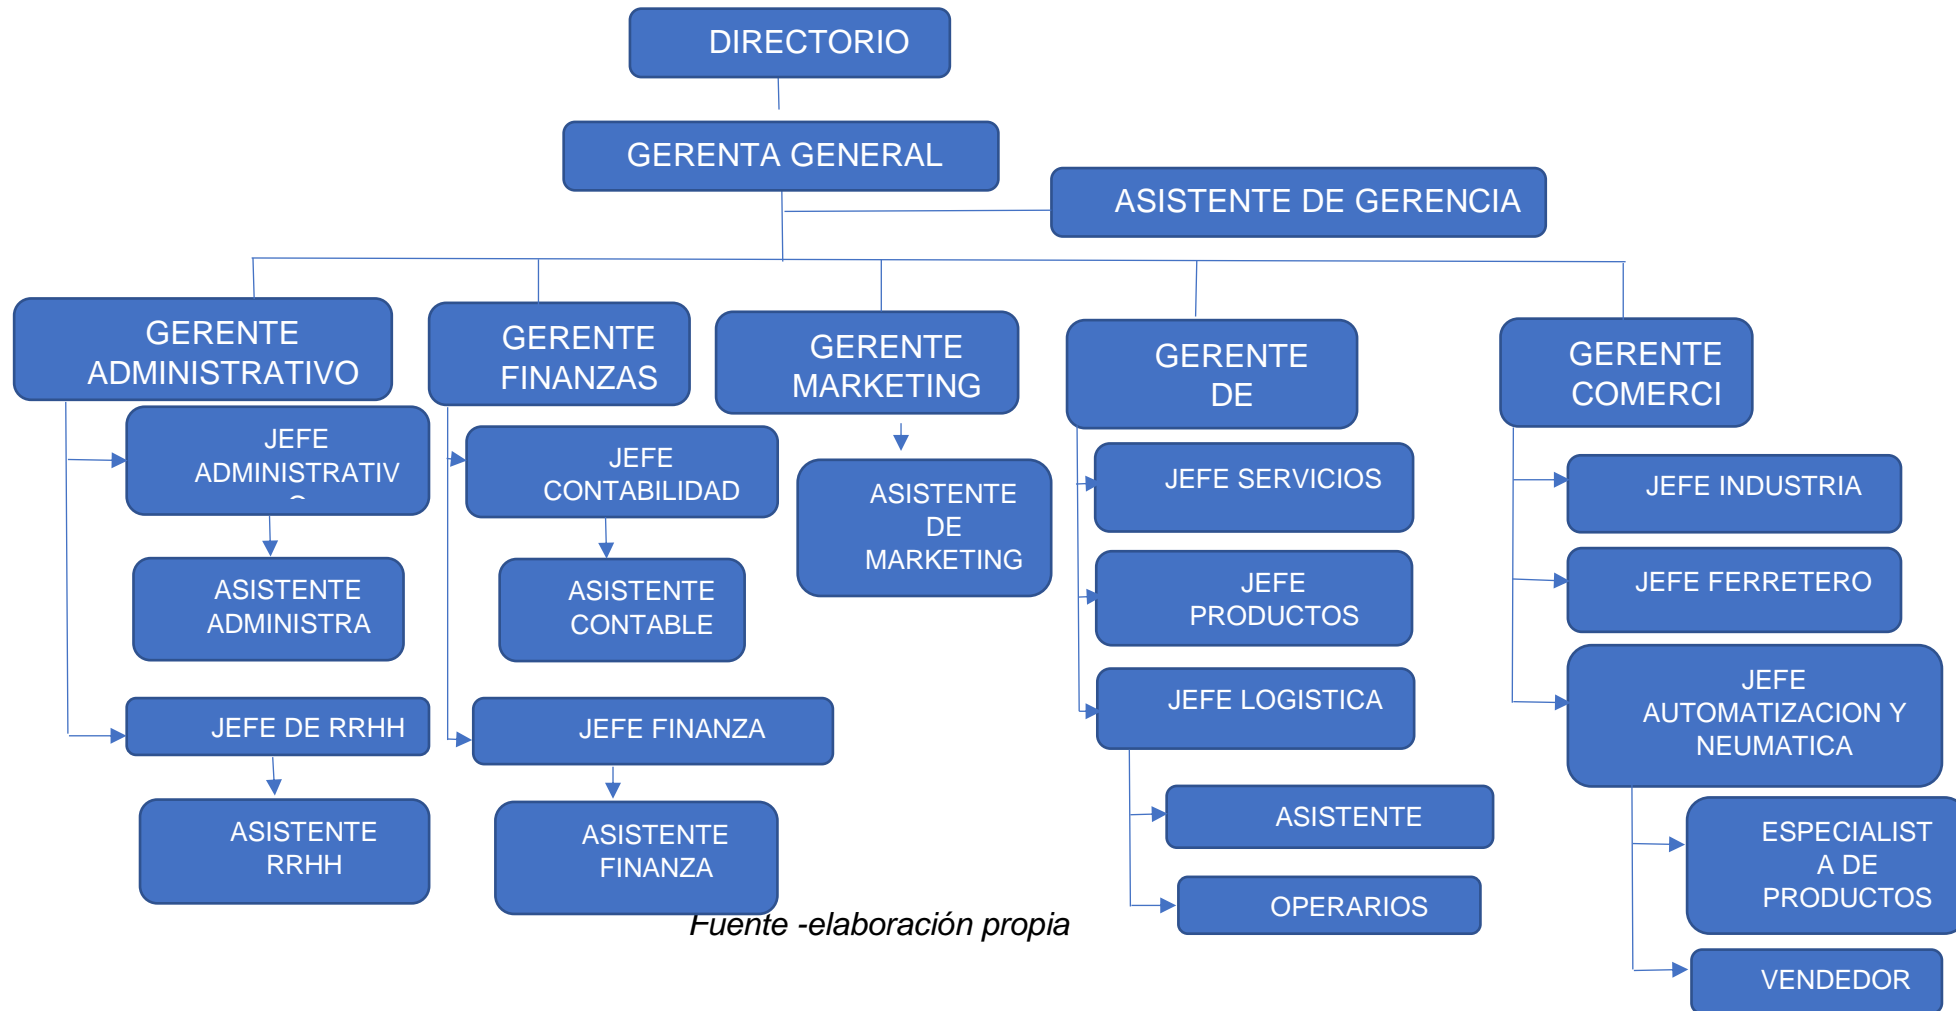 DIRECTORIO
GERENTA GENERAL
ASISTENTE DE GERENCIA
GERENTE
ADMINISTRATIVO
JEFE
ADMINISTRATIV
ASISTENTE
ADMINISTRA
JEFE DE RRHH
ASISTENTE
RRHH
GERENTE
FINANZAS
JEFE
CONTABILIDAD
ASISTENTE
CONTABLE
JEFE FINANZA
ASISTENTE
FINANZA
GERENTE
MARKETING
ASISTENTE
DE
MARKETING
GERENTE
DE
JEFE SERVICIOS
JEFE
PRODUCTOS
JEFE LOGISTICA
ASISTENTE
OPERARIOS
GERENTE
COMERCI
JEFE INDUSTRIA
JEFE FERRETERO
JEFE
AUTOMATIZACION Y
NEUMATICA
ESPECIALIST
A DE
PRODUCTOS
VENDEDOR
Fuente -elaboración propia